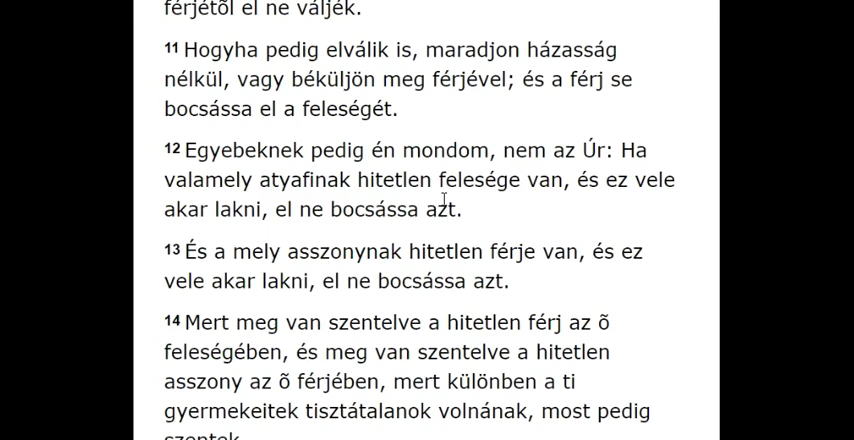 férjétõl el ne váljék.
11 Hogyha pedig elválik is, maradjon házasság
nélkül, vagy béküljön meg férjével; és a férj se
bocsássa el a feleségét.
12 Egyebeknek pedig én mondom, nem az Úr: Ha
valamely atyafinak hitetlen felesége van, és ez vele
akar lakni, el ne bocsássa azt.
13 És a mely asszonynak hitetlen férje van, és ez
vele akar lakni, el ne bocsássa azt.
14 Mert meg van szentelve a hitetlen férj az õ
feleségében, és meg van szentelve a hitetlen
asszony az õ férjében, mert különben a ti
gyermekeitek tisztátalanok volnának, most pedig
szentek.